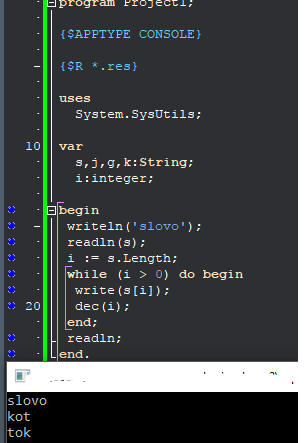 program Project1;
{$APPTYPE CONSOLE}
{$R *.res}
uses
System.SysUtils;
10 var
s,j,g,k:String;
i:integer;
begin
writeln('slovo');
readln(s);
i := s.Length;
while (i > 0) do begin
write(s[i]);
20 dec(i);
end;
readln;
end.
slovo
kot
tok